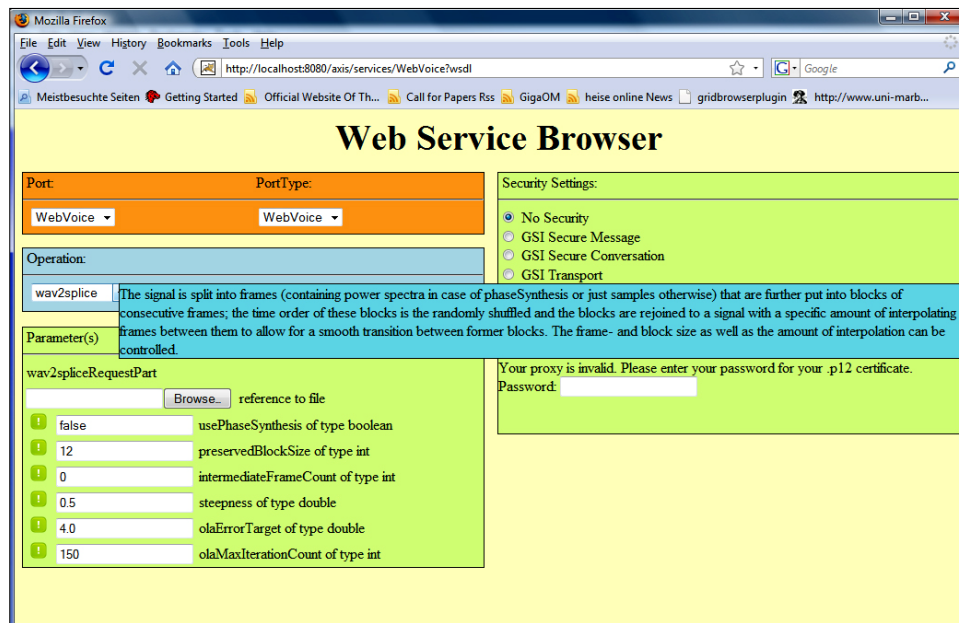 Mozilla Firefox
File Edit View History Bookmarks Tools Help
http://localhost:8080/axis/services/WebVoice?wsdl
Google
Meistbesuchte Seiten Getting Started Official Website Of Th... Call for Papers Rss GigaOM heise online News gridbrowserplugin http://www.uni-marb...
Web Service Browser
Port: PortType:
WebVoice WebVoice
Operation:
wav2splice
Security Settings:
No Security
GSI Secure Message
GSI Secure Conversation
GSI Transport
The signal is split into frames (containing power spectra in case of phaseSynthesis or just samples otherwise) that are further put into blocks of
consecutive frames; the time order of these blocks is the randomly shuffled and the blocks are rejoined to a signal with a specific amount of interpolating
frames between them to allow for a smooth transition between former blocks. The frame- and block size as well as the amount of interpolation can be
controlled.
Parameter(s)
wav2spliceRequestPart
Browse... reference to file
false usePhaseSynthesis of type boolean
12 preservedBlockSize of type int
0 intermediateFrameCount of type int
0.5 steepness of type double
4.0 olaErrorTarget of type double
150 olaMaxIterationCount of type int
Your proxy is invalid. Please enter your password for your .p12 certificate.
Password: